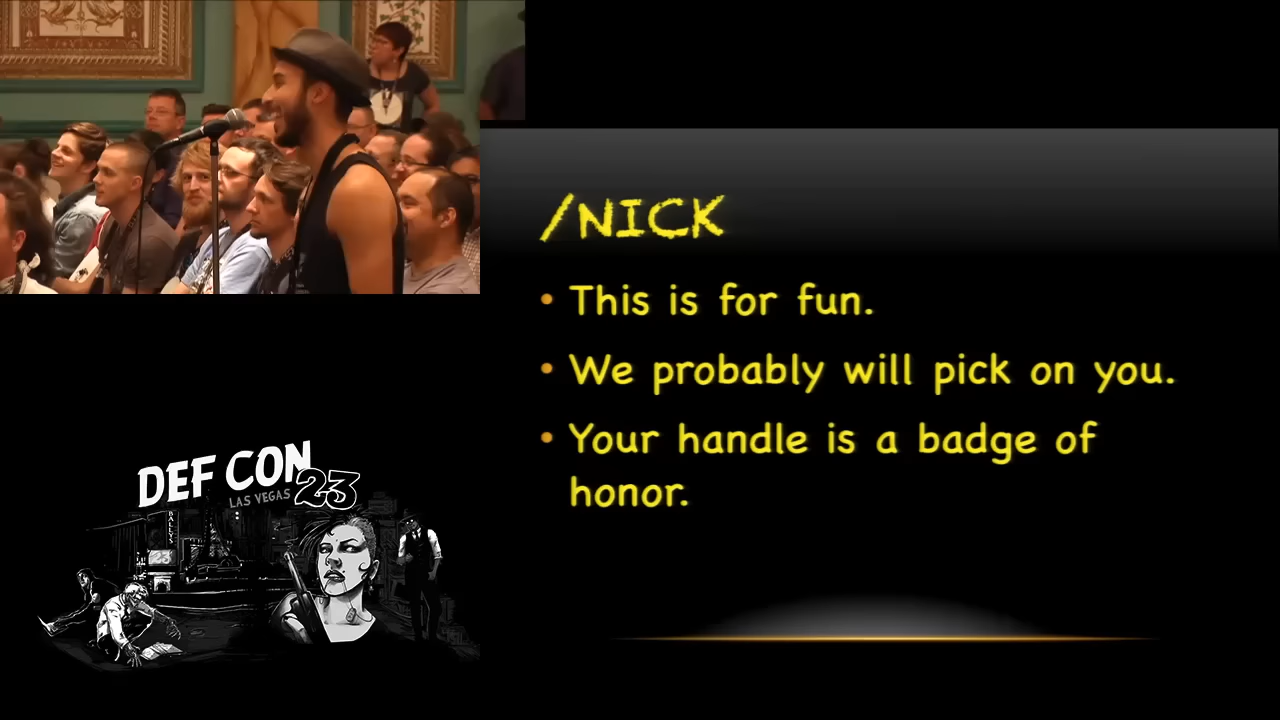 /NICK
• This is for fun.
• We probably will pick on you.
• Your handle is a badge of
honor.
DEF CON
LAS VEGAS 23
BALLYS